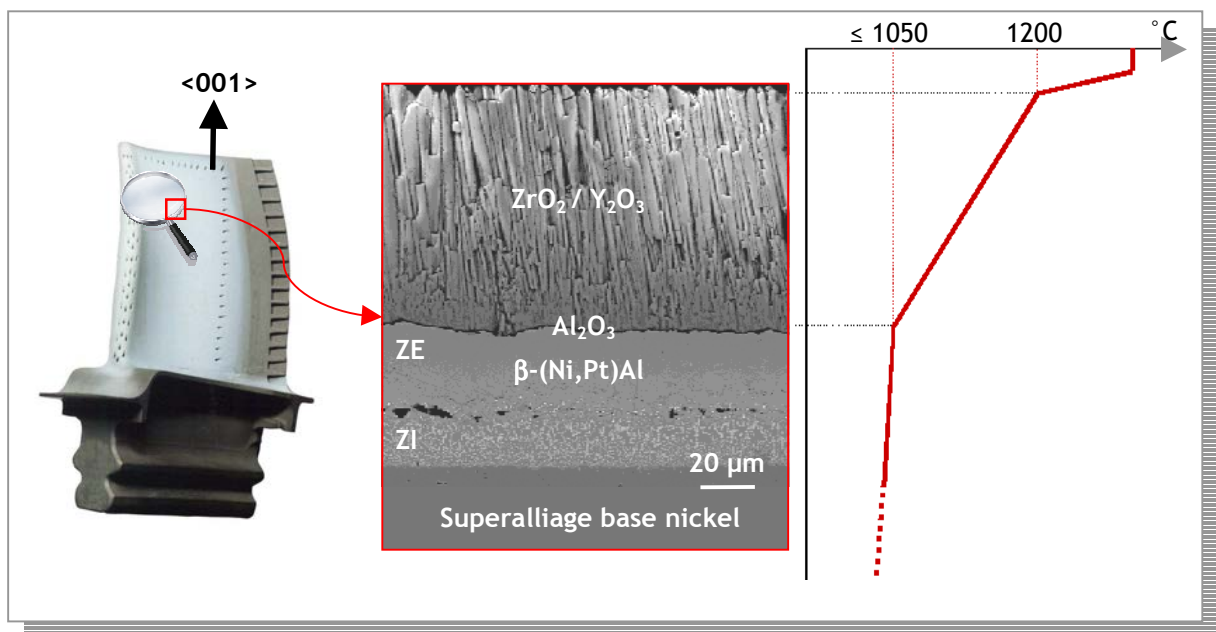 ≤ 1050 1200 °C
<001>
ZrO₂ / Y₂O₃
Al₂O₃
ZE
β-(Ni,Pt)Al
ZI
20 µm
Superalliage base nickel